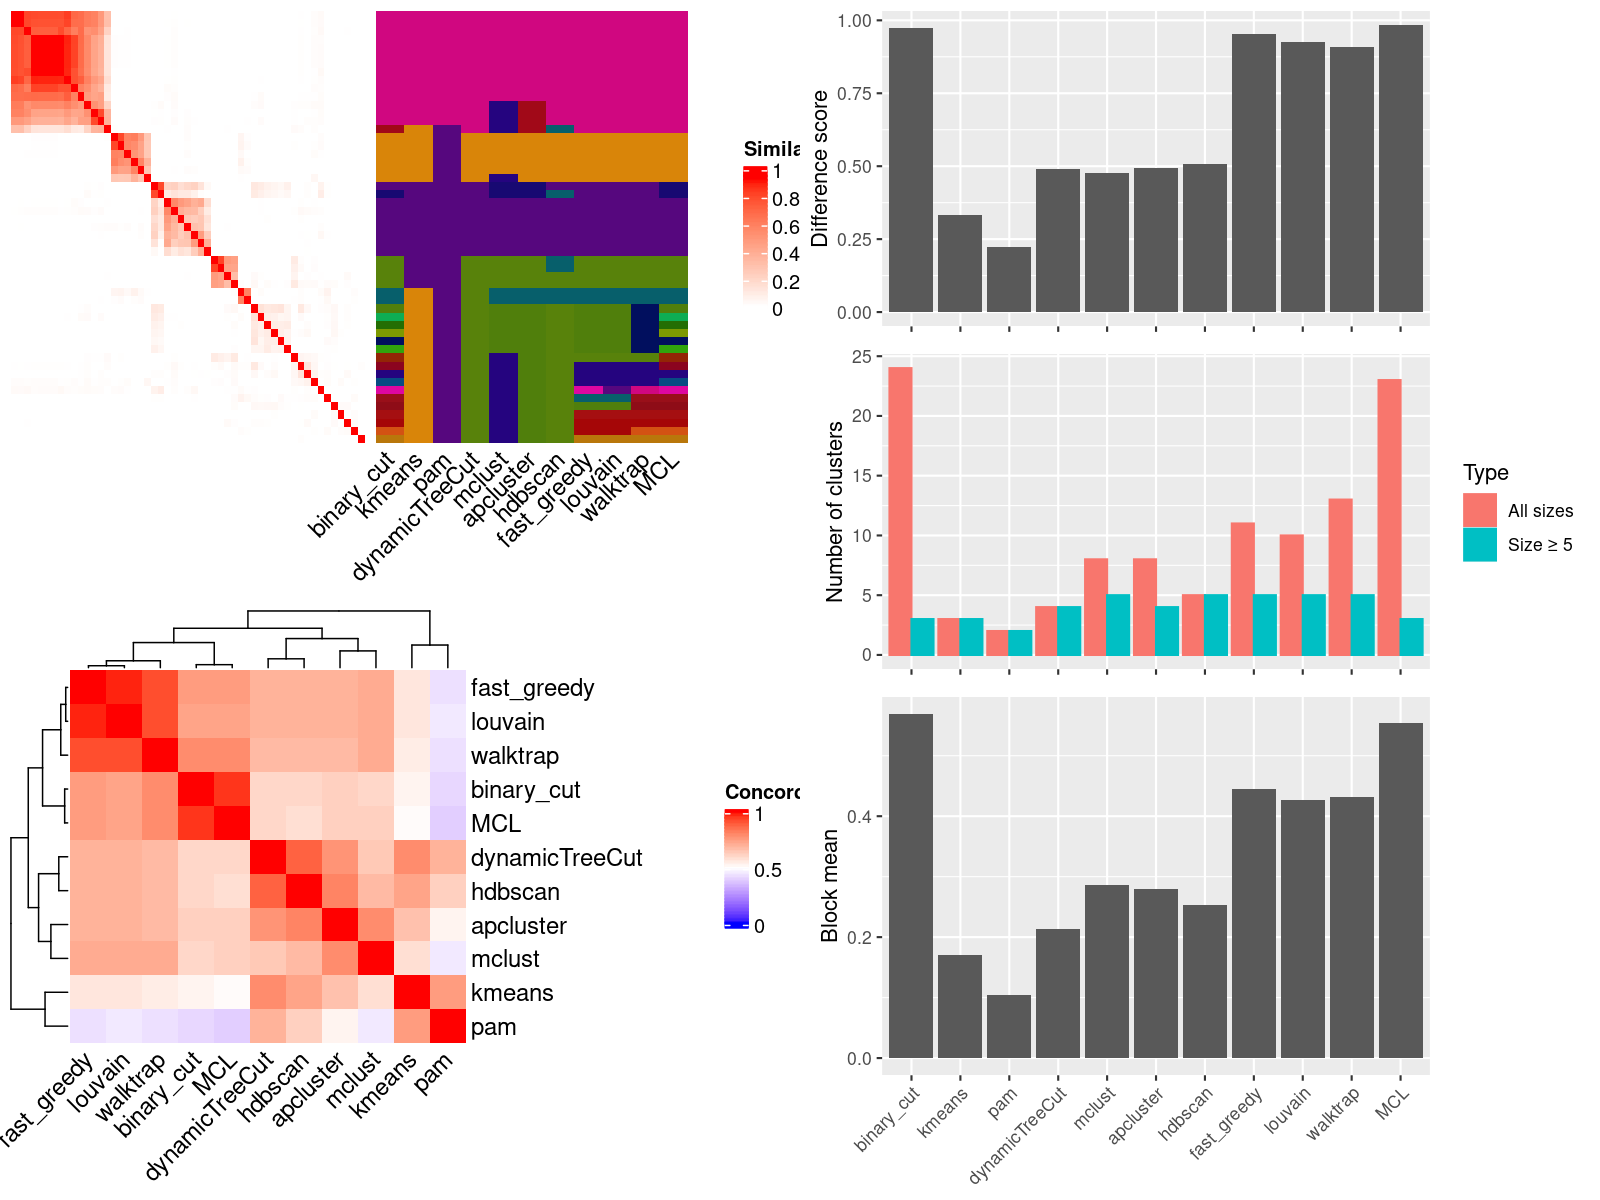 Simila
1
0.8
0.6
0.4
0.2
0
binary_cut
kmeans
pam
dynamicTreeCut
mclust
apcluster
hdbscan
fast_greedy
louvain
walktrap
MCL
fast_greedy
louvain
walktrap
binary_cut
MCL
dynamicTreeCut
hdbscan
apcluster
mclust
kmeans
pam
fast_greedy
louvain
walktrap
binary_cut
MCL
dynamicTreeCut
hdbscan
apcluster
mclust
kmeans
pam
Concord
1
0.5
0
Difference score
1.00
0.75
0.50
0.25
0.00
Number of clusters
25
20
15
10
5
0
Type
All sizes
Size ≥ 5
Block mean
0.4
0.2
0.0
binary_cut
kmeans
pam
dynamicTreeCut
mclust
apcluster
hdbscan
fast_greedy
louvain
walktrap
MCL